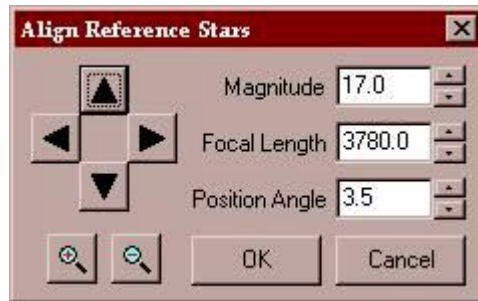 Align Reference Stars
Magnitude 17.0
Focal Length 3780.0
Position Angle 3.5
OK Cancel